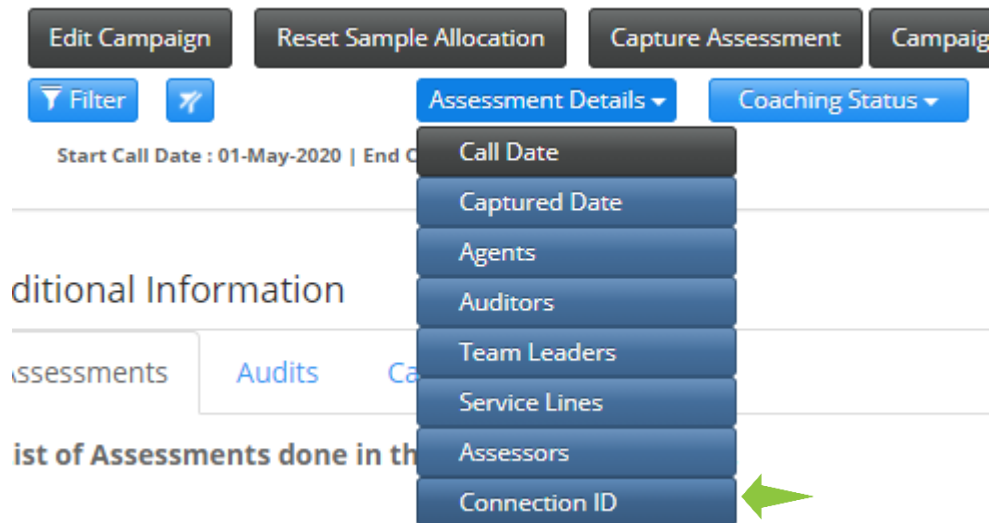 Edit Campaign Reset Sample Allocation Capture Assessment Campaig
Filter Assessment Details Coaching Status
Start Call Date : 01-May-2020 | End C
Call Date
Captured Date
Agents
ditional Information
Auditors
Team Leaders
ssessments Audits Ca
Service Lines
ist of Assessments done in th
Assessors
Connection ID